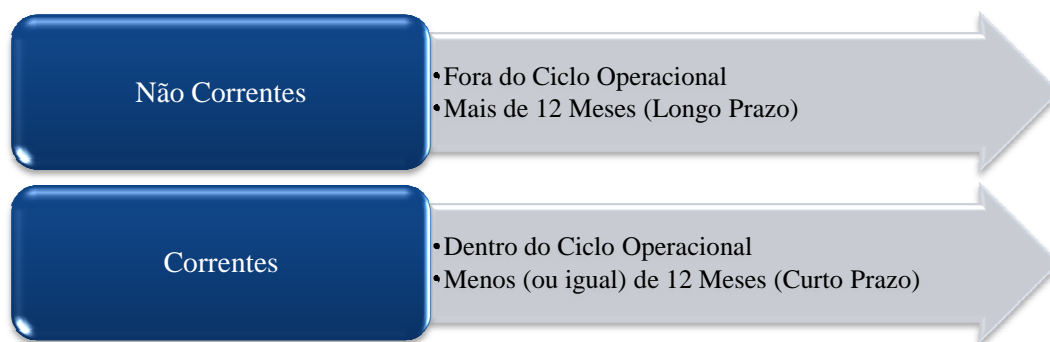 Não Correntes
•Fora do Ciclo Operacional
•Mais de 12 Meses (Longo Prazo)
Correntes
•Dentro do Ciclo Operacional
•Menos (ou igual) de 12 Meses (Curto Prazo)